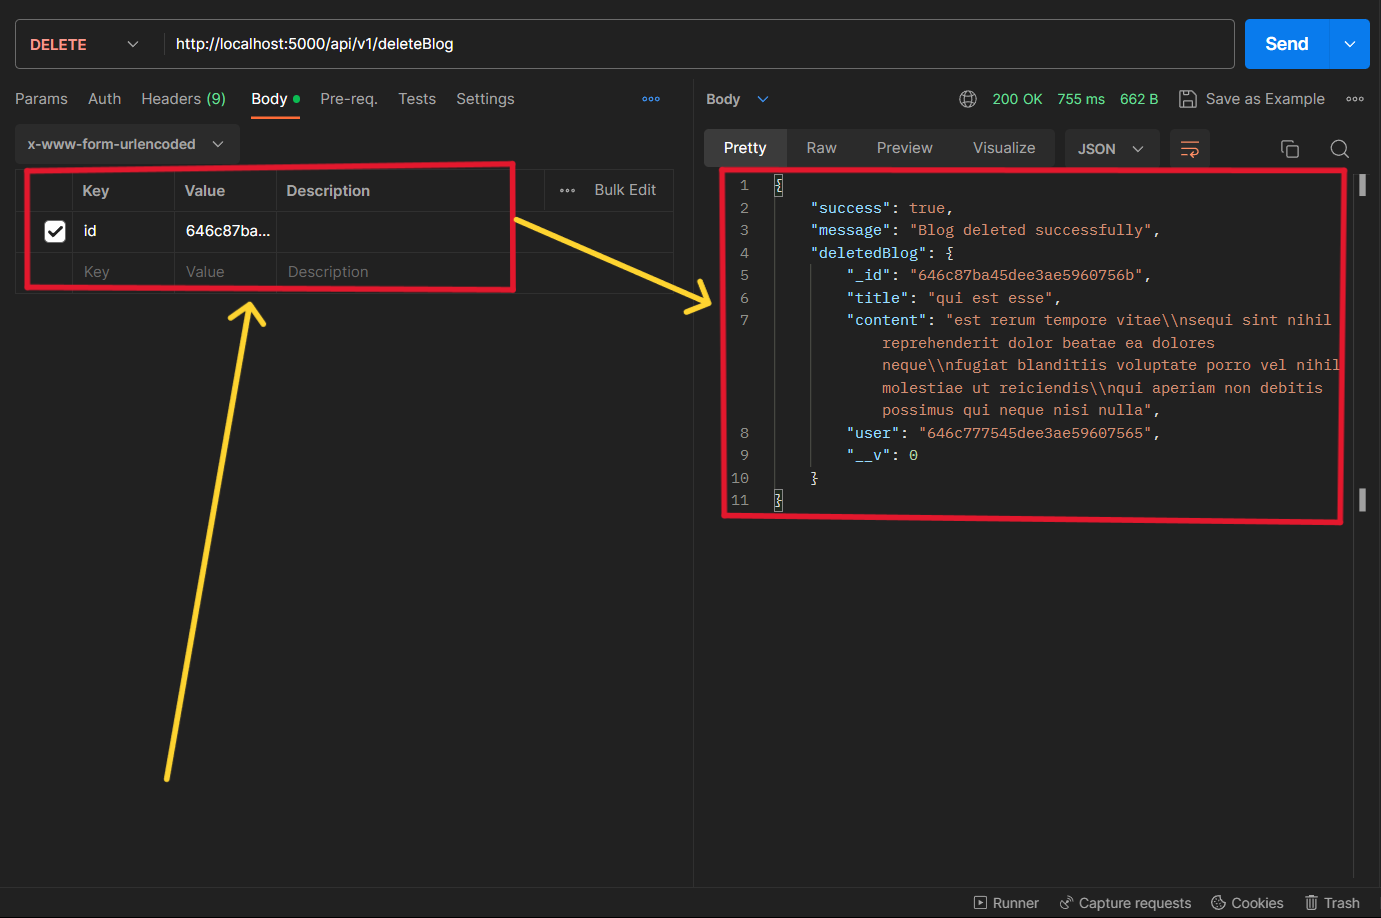 DELETE http://localhost:5000/api/v1/deleteBlog Send
Params Auth Headers (9) Body Pre-req. Tests Settings
x-www-form-urlencoded
Key Value Description Bulk Edit
id 646c87ba...
Key Value Description
Body 200 OK 755 ms 662 B Save as Example
Pretty Raw Preview Visualize JSON
1 {
2 "success": true,
3 "message": "Blog deleted successfully",
4 "deletedBlog": {
5 "_id": "646c87ba45dee3ae5960756b",
6 "title": "qui est esse",
7 "content": "est rerum tempore vitae\\nsequi sint nihil
reprehenderit dolor beatae ea dolores
neque\\nfugiat blanditiis voluptate porro vel nihil
molestiae ut reiciendis\\nqui aperiam non debitis
possimus qui neque nisi nulla",
8 "user": "646c777545dee3ae59607565",
9 "__v": 0
10 }
11 }
Runner Capture requests Cookies Trash